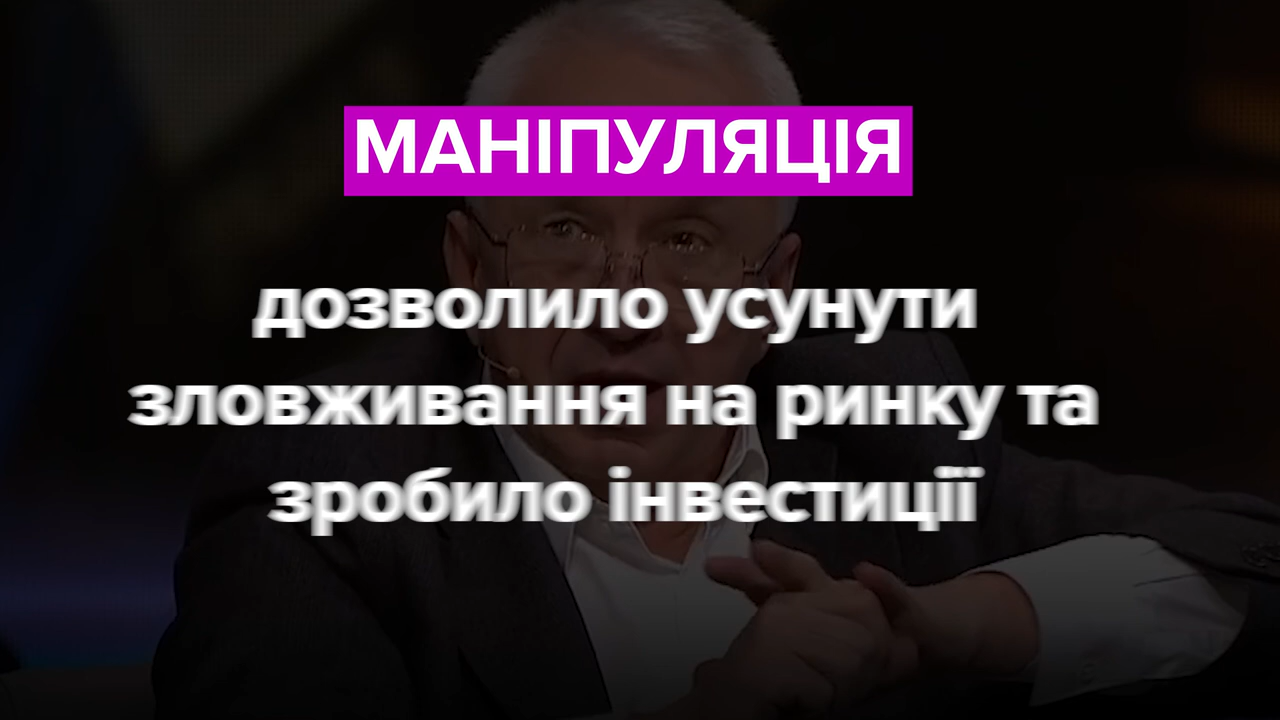 МАНІПУЛЯЦІЯ
дозволило усунути
зловживання на ринку та
зробило інвестиції